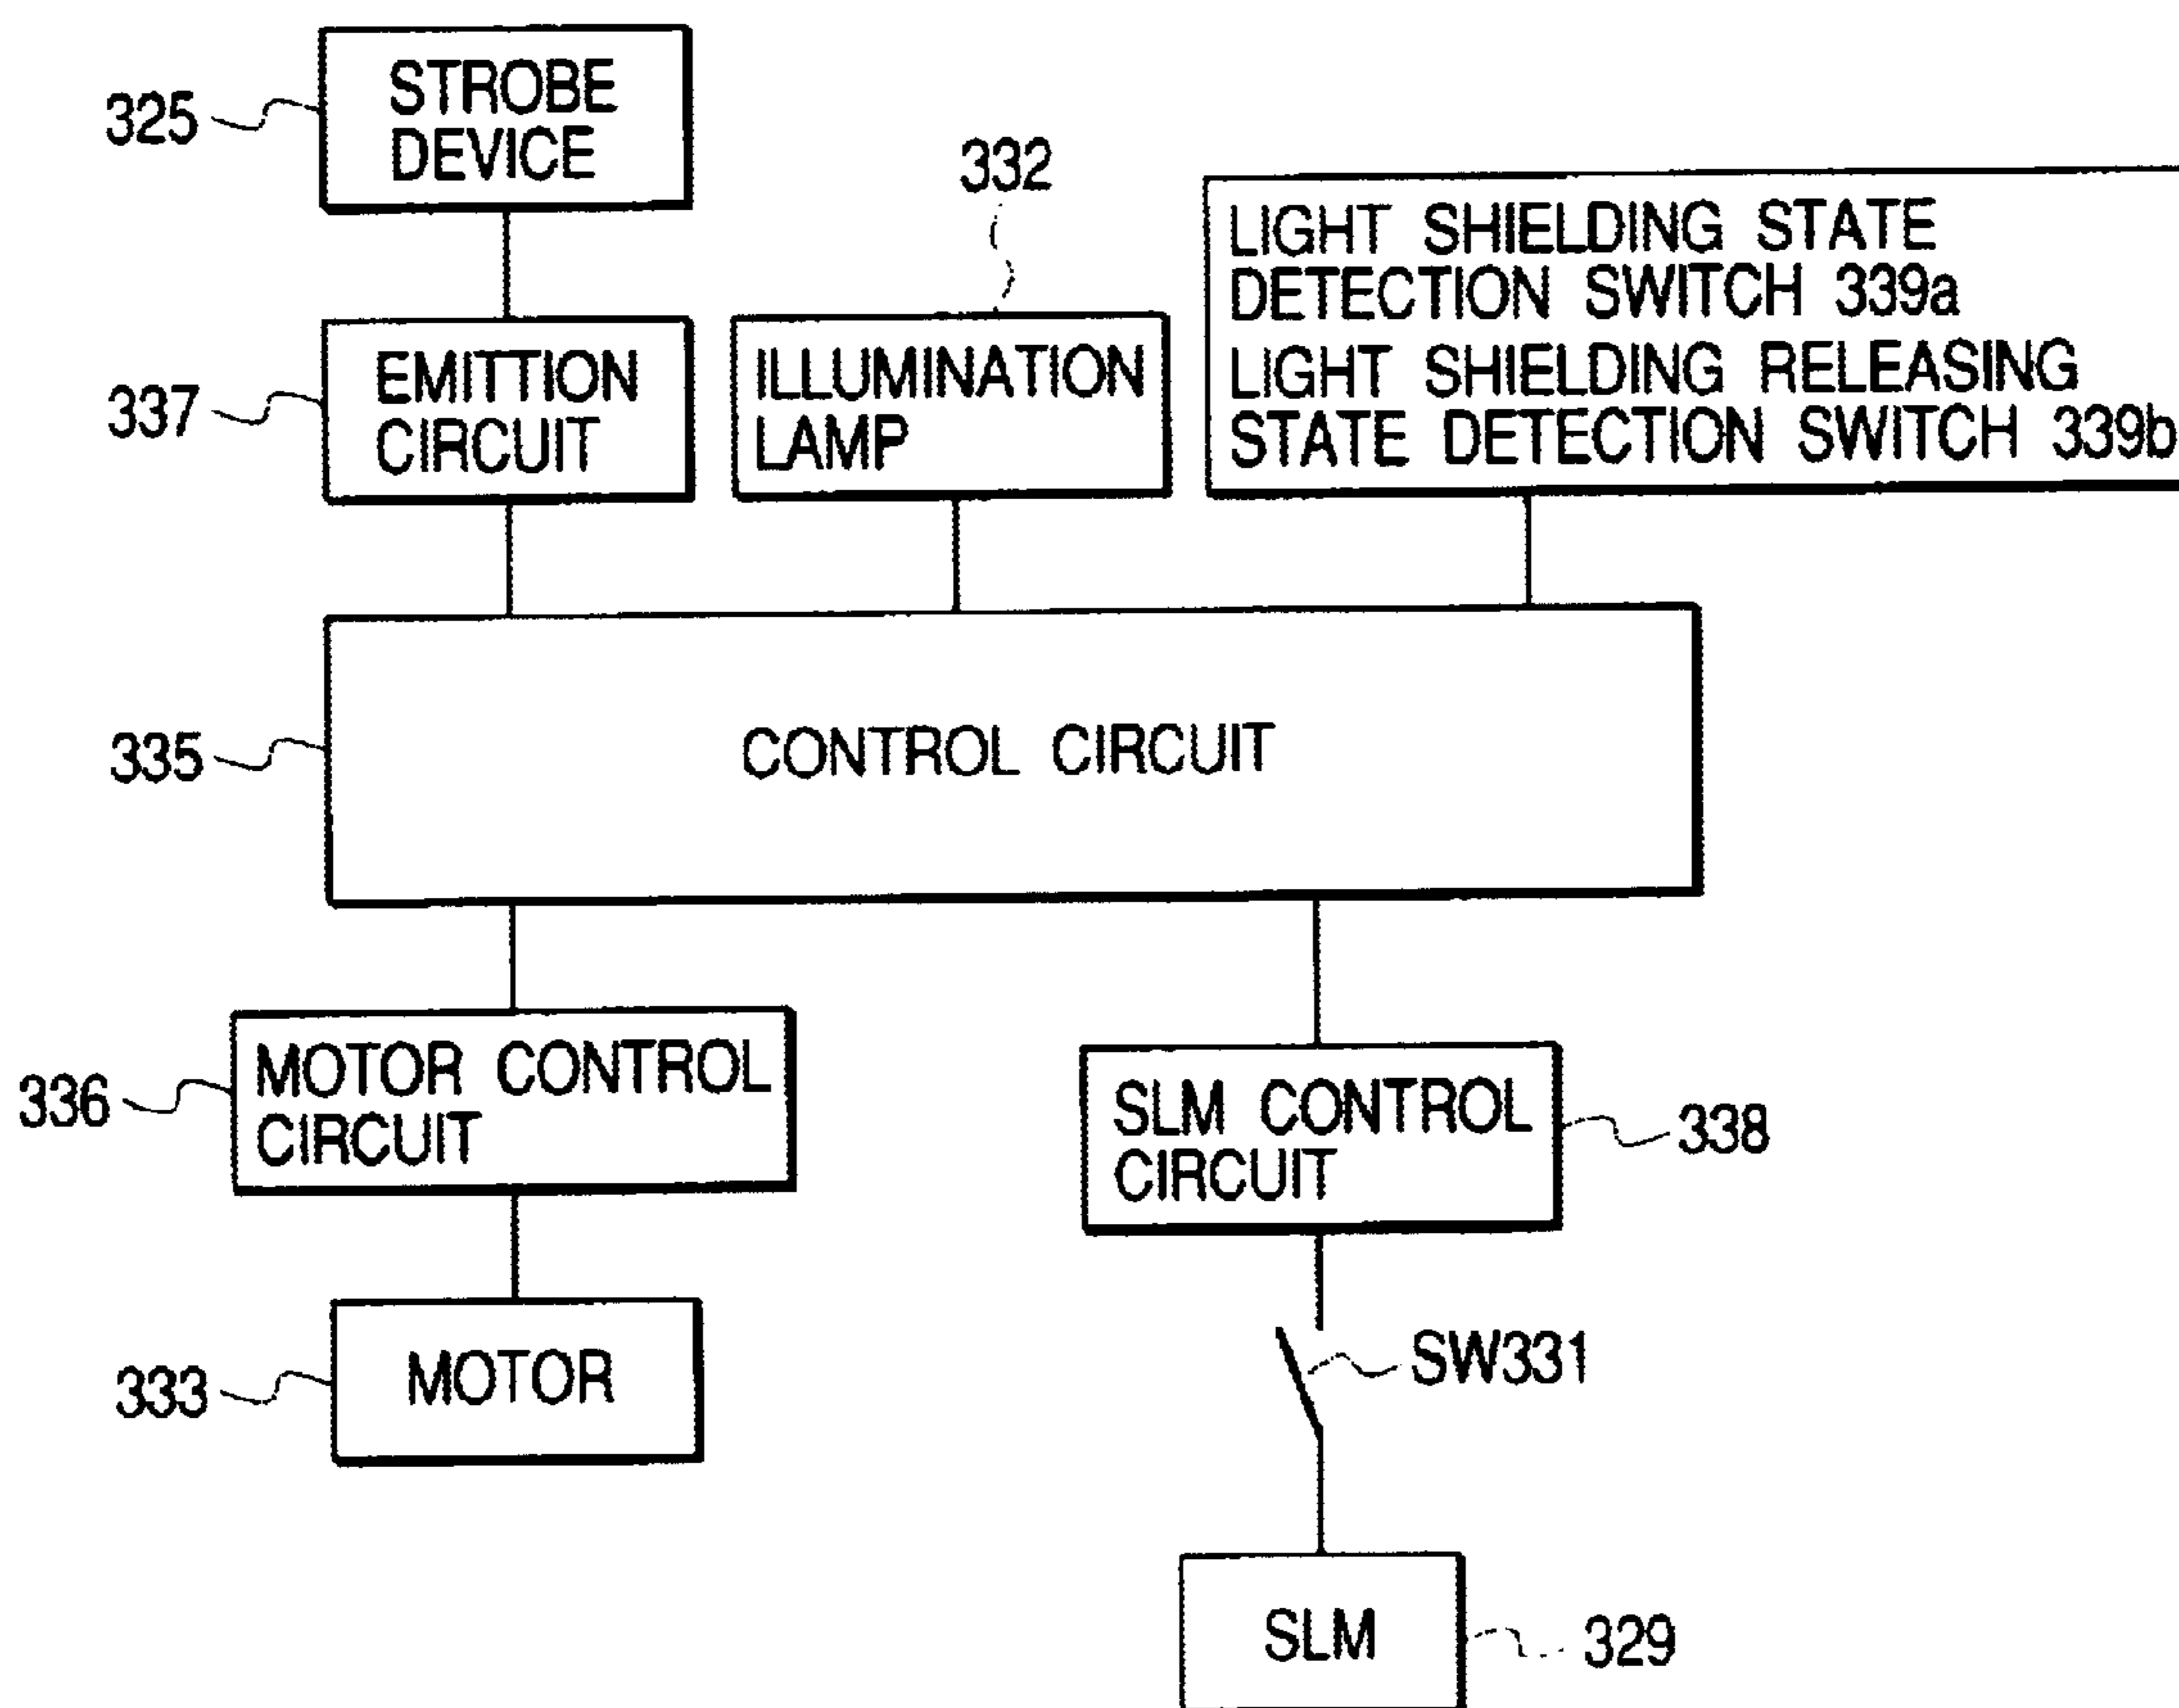 STROBE
DEVICE
325
332
LIGHT SHIELDING STATE
DETECTION SWITCH 339a
LIGHT SHIELDING RELEASING
STATE DETECTION SWITCH 339b
EMITTION
CIRCUIT
337
ILLUMINATION
LAMP
335
CONTROL CIRCUIT
336
MOTOR CONTROL
CIRCUIT
SLM CONTROL
CIRCUIT
338
333
MOTOR
SW331
SLM
329